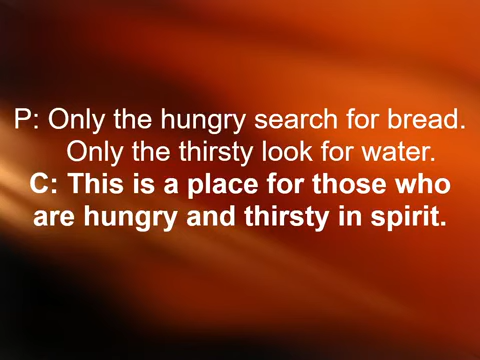 P: Only the hungry search for bread.
Only the thirsty look for water.
C: This is a place for those who
are hungry and thirsty in spirit.